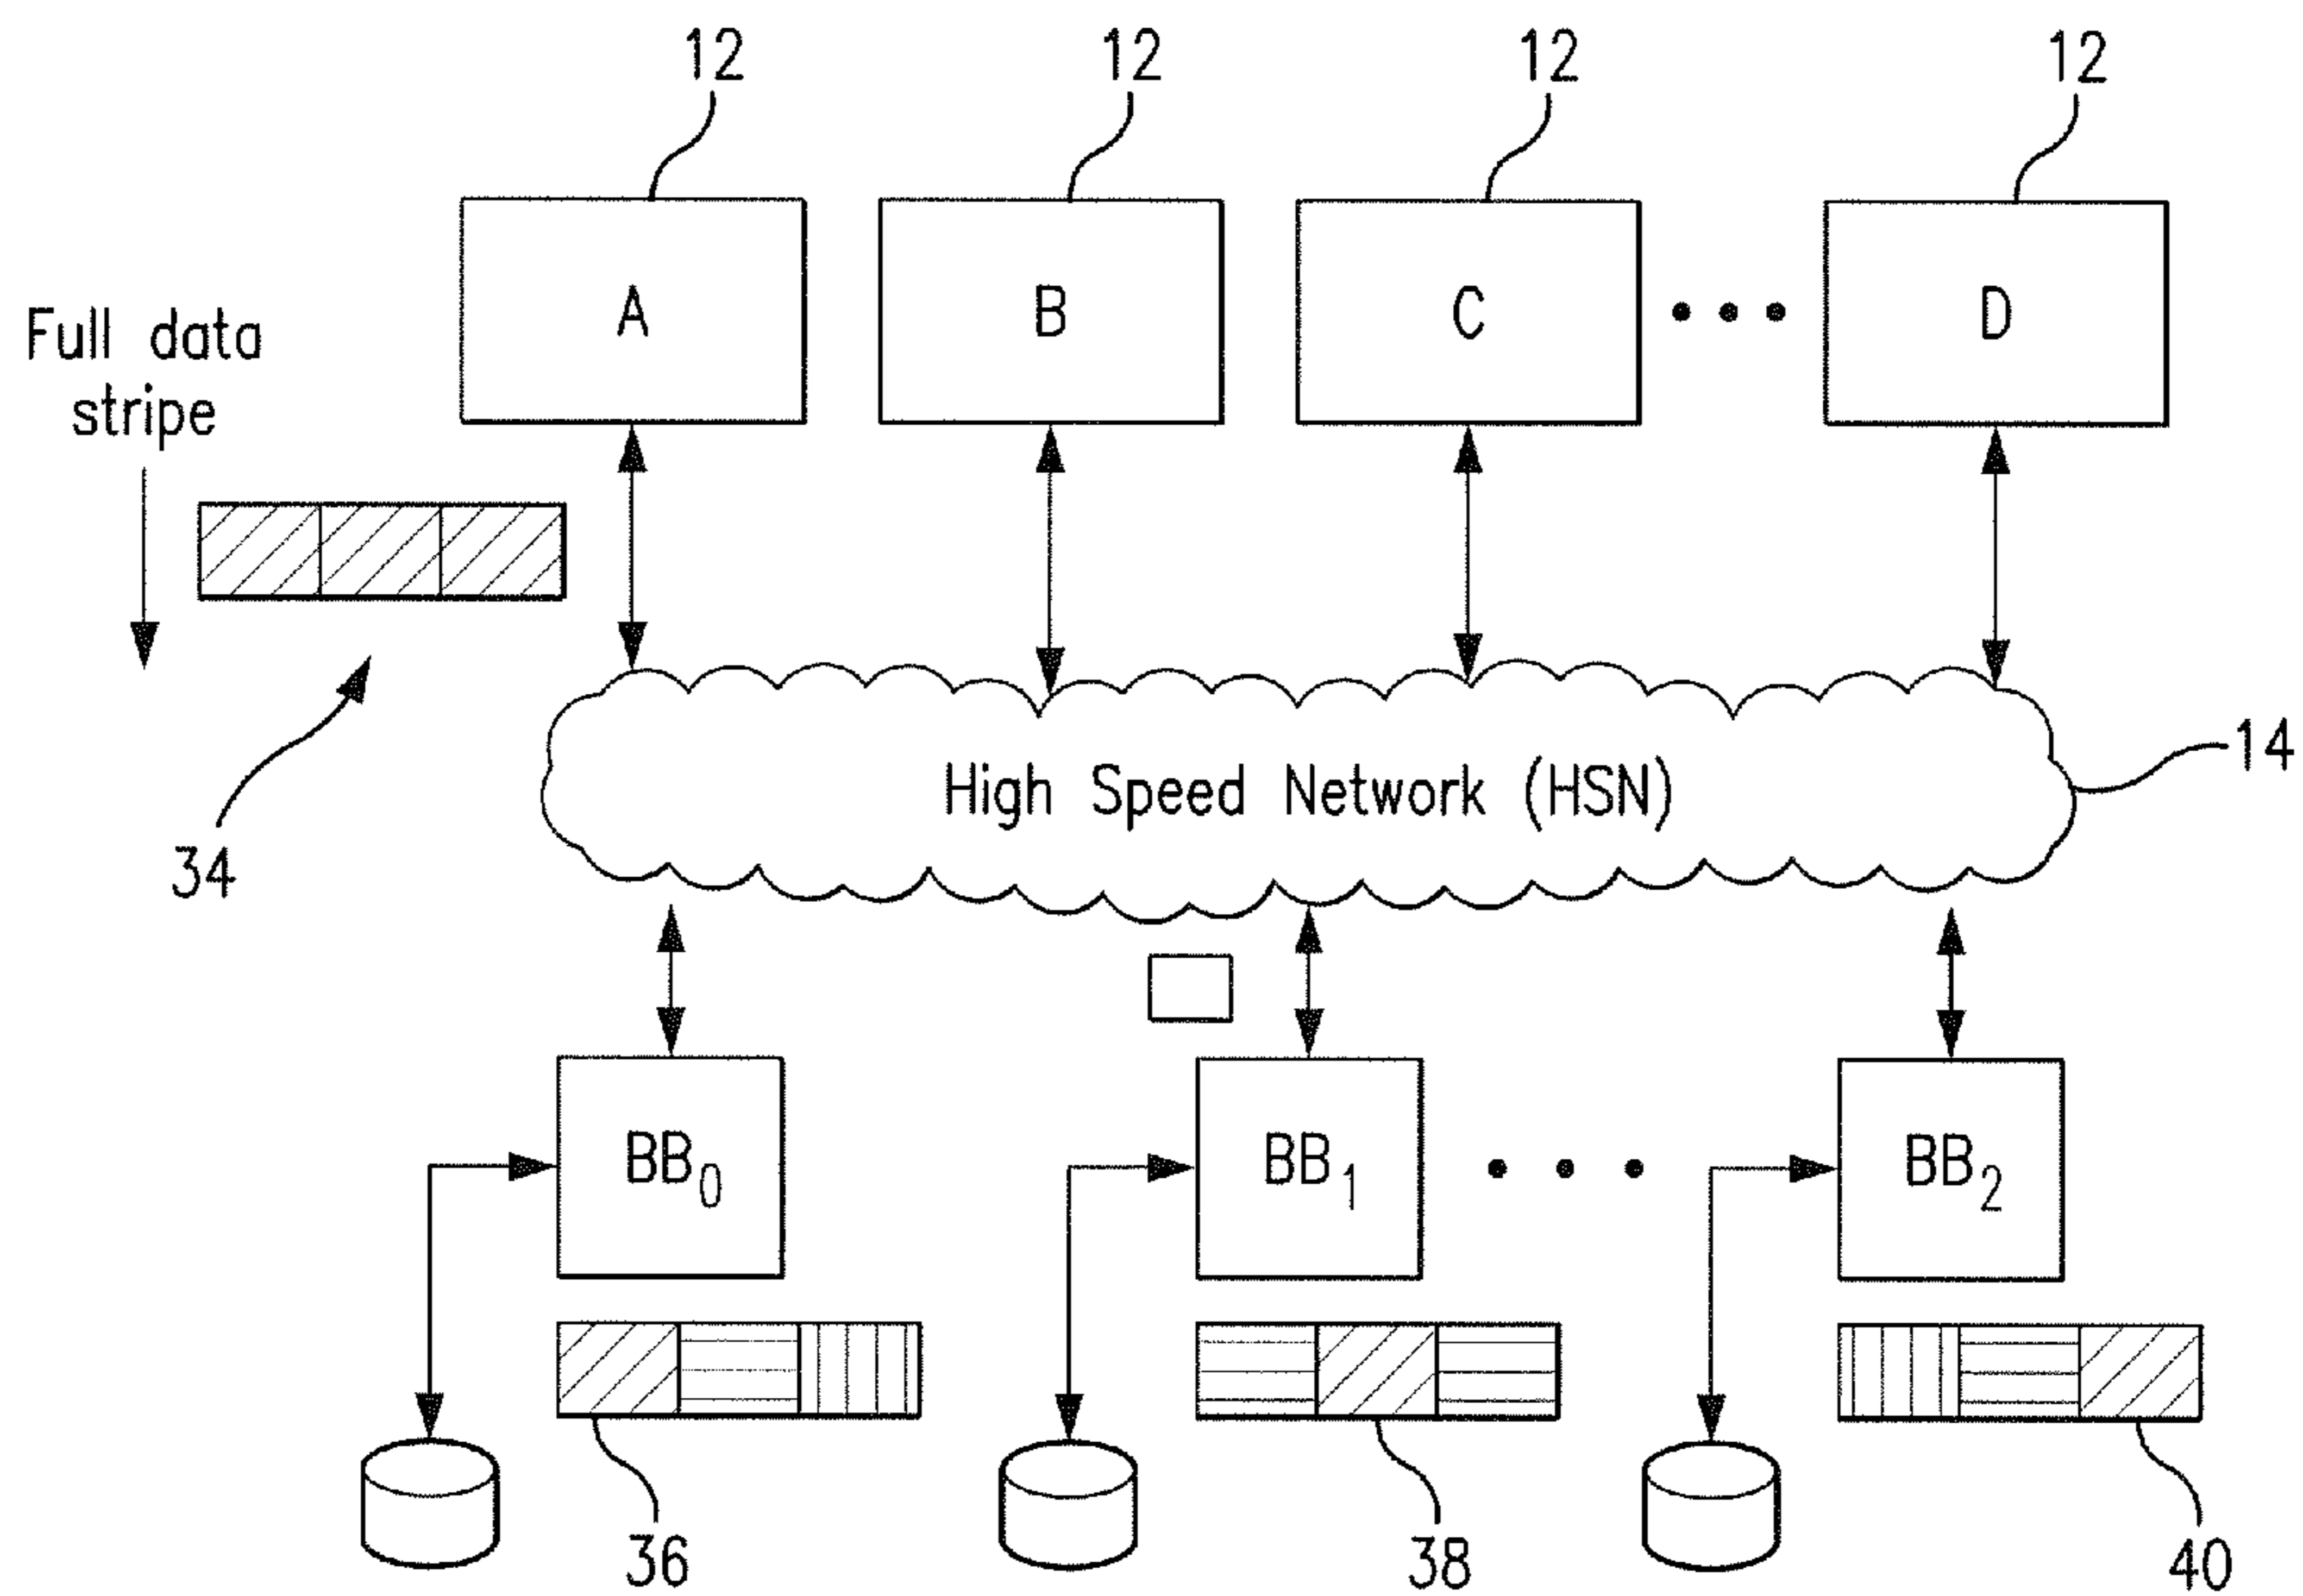 12 12 12 12
A B C D
Full data
stripe
High Speed Network (HSN)
14
34
BB0 BB1 BB2
36 38 40